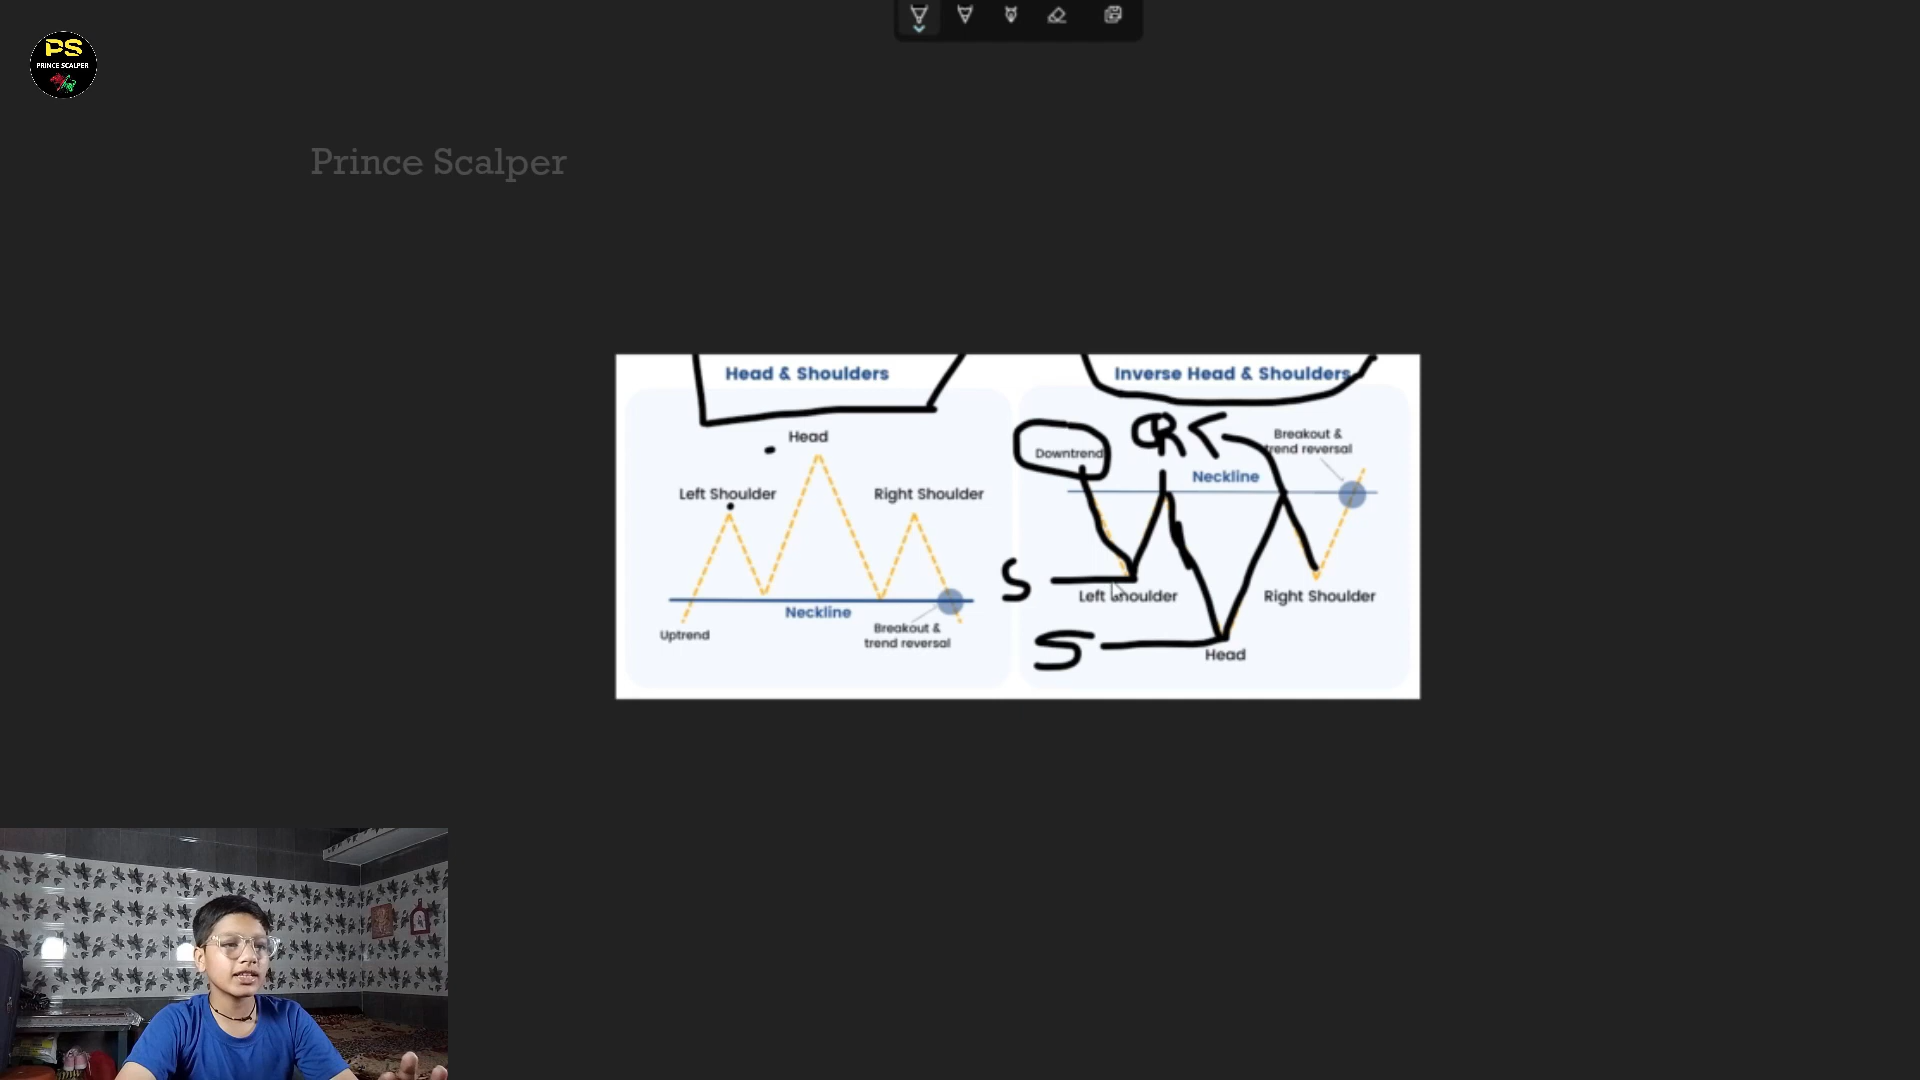 PS
PRINCE SCALPER
Prince Scalper
Head & Shoulders
Head
Left Shoulder
Right Shoulder
Neckline
Uptrend
Breakout &
trend reversal
Inverse Head & Shoulders
Downtrend
R
Breakout &
trend reversal
Neckline
S
Left Shoulder
Right Shoulder
S
Head